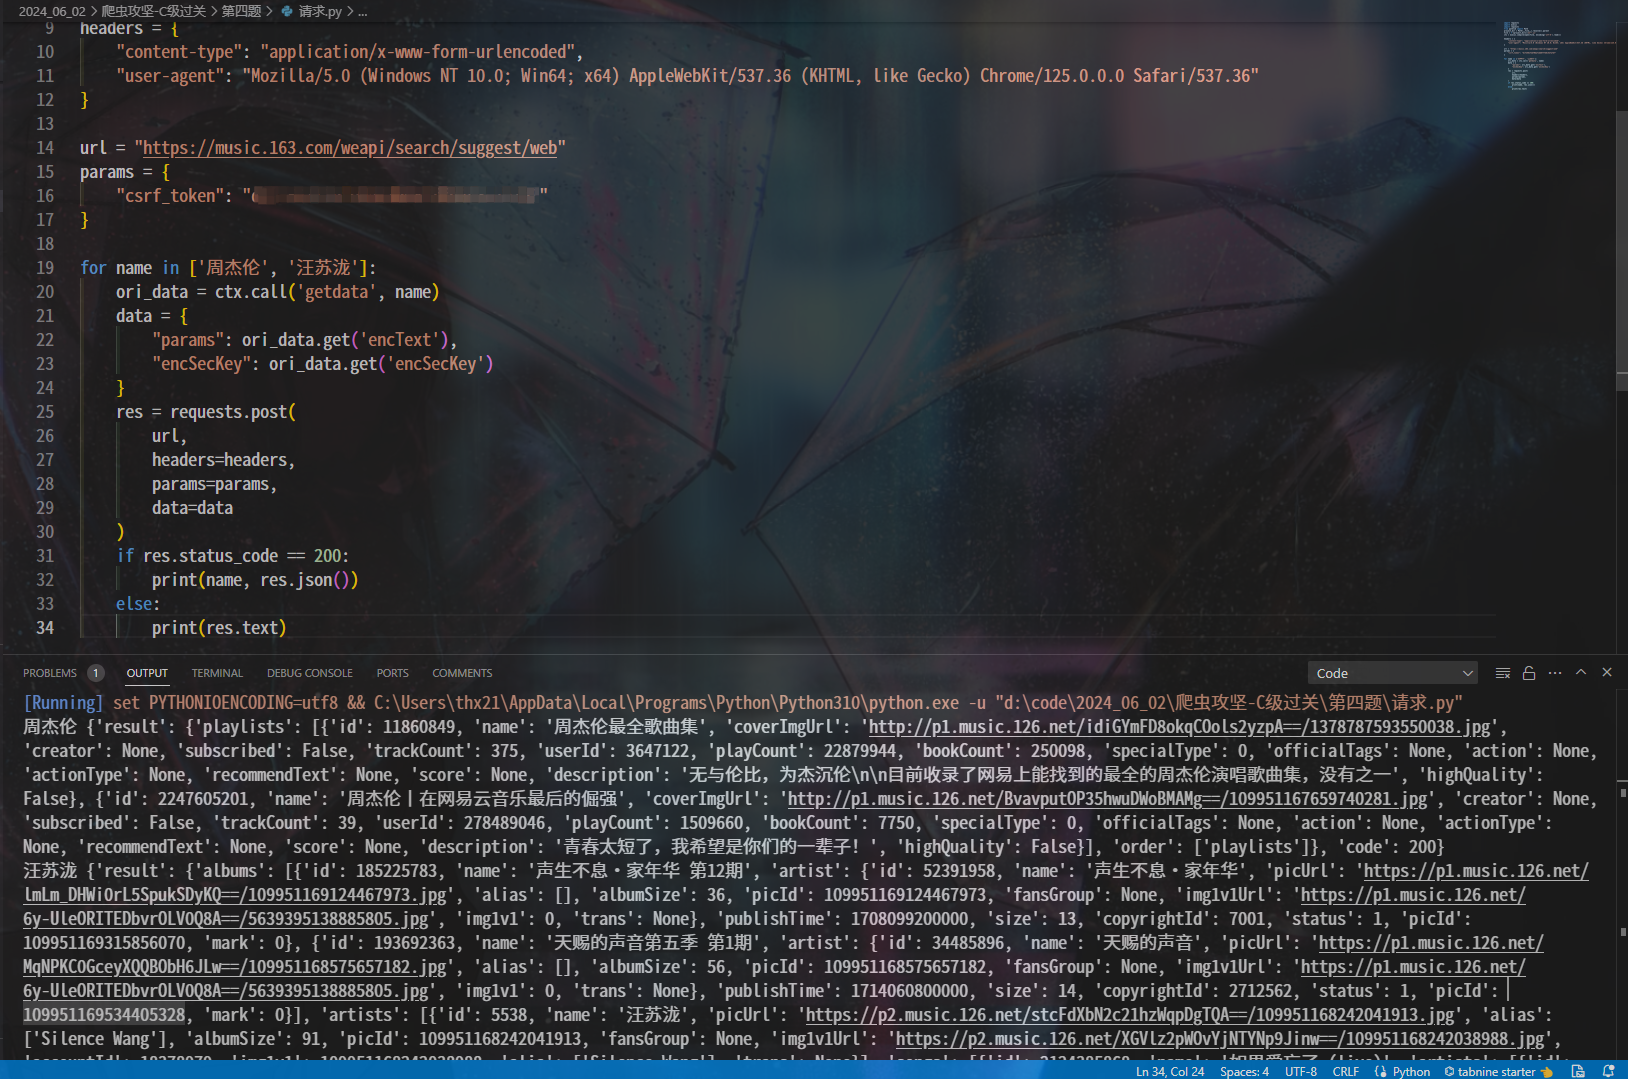 2024_06_02 > 爬虫攻坚-C级过关 > 第四题 > 请求.py > ...
9 headers = {
10 "content-type": "application/x-www-form-urlencoded",
11 "user-agent": "Mozilla/5.0 (Windows NT 10.0; Win64; x64) AppleWebKit/537.36 (KHTML, like Gecko) Chrome/125.0.0.0 Safari/537.36"
12 }
13
14 url = "https://music.163.com/weapi/search/suggest/web"
15 params = {
16 "csrf_token": " "
17 }
18
19 for name in ['周杰伦', '汪苏泷']:
20 ori_data = ctx.call('getdata', name)
21 data = {
22 "params": ori_data.get('encText'),
23 "encSecKey": ori_data.get('encSecKey')
24 }
25 res = requests.post(
26 url,
27 headers=headers,
28 params=params,
29 data=data
30 )
31 if res.status_code == 200:
32 print(name, res.json())
33 else:
34 print(res.text)
PROBLEMS 1 OUTPUT TERMINAL DEBUG CONSOLE PORTS COMMENTS Code
[Running] set PYTHONIOENCODING=utf8 && C:\Users\thx21\AppData\Local\Programs\Python\Python310\python.exe -u "d:\code\2024_06_02\爬虫攻坚-C级过关\第四题\请求.py"
周杰伦 {'result': {'playlists': [{'id': 11860849, 'name': '周杰伦最全歌曲集', 'coverImgUrl': 'http://p1.music.126.net/idiGYmFD8okqCOols2yzpA==/1378787593550038.jpg',
'creator': None, 'subscribed': False, 'trackCount': 375, 'userId': 3647122, 'playCount': 22879944, 'bookCount': 250098, 'specialType': 0, 'officialTags': None, 'action': None,
'actionType': None, 'recommendText': None, 'score': None, 'description': '无与伦比，为杰沉伦\n\n目前收录了网易上能找到的最全的周杰伦演唱歌曲集，没有之一', 'highQuality':
False}, {'id': 2247605201, 'name': '周杰伦丨在网易云音乐最后的倔强', 'coverImgUrl': 'http://p1.music.126.net/BvavputOP35hwuDWoBMAMg==/109951167659740281.jpg', 'creator': None,
'subscribed': False, 'trackCount': 39, 'userId': 278489046, 'playCount': 1509660, 'bookCount': 7750, 'specialType': 0, 'officialTags': None, 'action': None, 'actionType':
None, 'recommendText': None, 'score': None, 'description': '青春太短了，我希望是你们的一辈子！', 'highQuality': False}], 'order': ['playlists']}, 'code': 200}
汪苏泷 {'result': {'albums': [{'id': 185225783, 'name': '声生不息·家年华 第12期', 'artist': {'id': 52391958, 'name': '声生不息·家年华', 'picUrl': 'https://p1.music.126.net/
lmLm_DHWi0rL5SpukSDyKQ==/109951169124467973.jpg', 'alias': [], 'albumSize': 36, 'picId': 109951169124467973, 'fansGroup': None, 'img1v1Url': 'https://p1.music.126.net/
6y-UleORITEDbvrOLV0Q8A==/5639395138885805.jpg', 'img1v1': 0, 'trans': None}, 'publishTime': 1708099200000, 'size': 13, 'copyrightId': 7001, 'status': 1, 'picId':
109951169315856070, 'mark': 0}, {'id': 193692363, 'name': '天赐的声音第五季 第1期', 'artist': {'id': 34485896, 'name': '天赐的声音', 'picUrl': 'https://p1.music.126.net/
MqNPKC0GceyXQQBObH6JLw==/109951168575657182.jpg', 'alias': [], 'albumSize': 56, 'picId': 109951168575657182, 'fansGroup': None, 'img1v1Url': 'https://p1.music.126.net/
6y-UleORITEDbvrOLV0Q8A==/5639395138885805.jpg', 'img1v1': 0, 'trans': None}, 'publishTime': 1714060800000, 'size': 14, 'copyrightId': 2712562, 'status': 1, 'picId':
109951169534405328, 'mark': 0}], 'artists': [{'id': 5538, 'name': '汪苏泷', 'picUrl': 'https://p2.music.126.net/stcFdXbN2c21hzWqpDgTQA==/109951168242041913.jpg', 'alias':
['Silence Wang'], 'albumSize': 91, 'picId': 109951168242041913, 'fansGroup': None, 'img1v1Url': 'https://p2.music.126.net/XGVlz2pWOvYjNTYNp9Jinw==/109951168242038988.jpg',
Ln 34, Col 24 Spaces: 4 UTF-8 CRLF Python tabnine starter